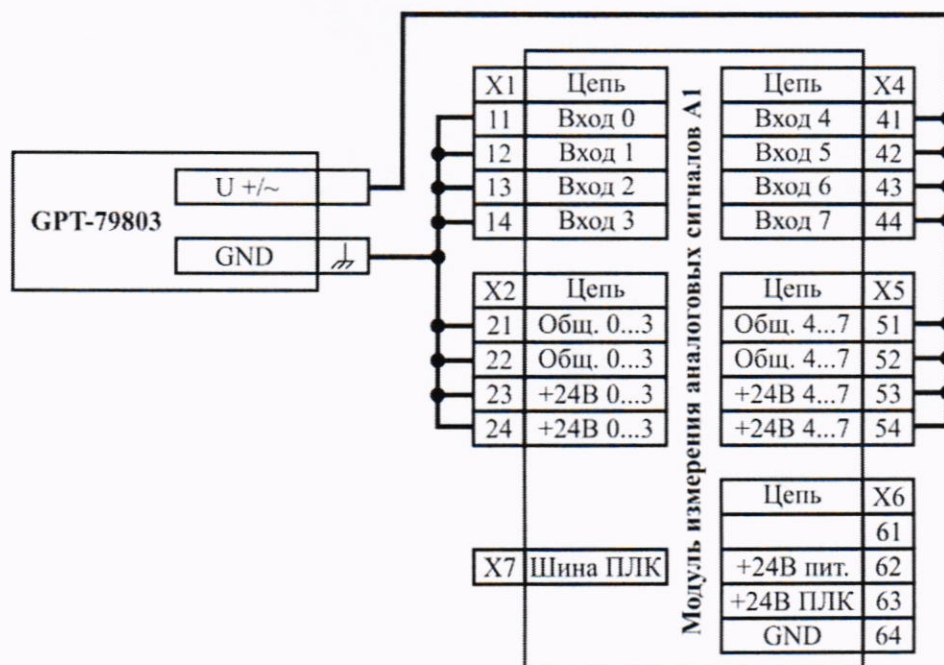 GPT-79803
U +/~
GND
X1 Цепь
11 Вход 0
12 Вход 1
13 Вход 2
14 Вход 3
X2 Цепь
21 Общ. 0...3
22 Общ. 0...3
23 +24В 0...3
24 +24В 0...3
X7 Шина ПЛК
Модуль измерения аналоговых сигналов А1
Цепь X4
Вход 4 41
Вход 5 42
Вход 6 43
Вход 7 44
Цепь X5
Общ. 4...7 51
Общ. 4...7 52
+24В 4...7 53
+24В 4...7 54
Цепь X6
61
+24В пит. 62
+24В ПЛК 63
GND 64